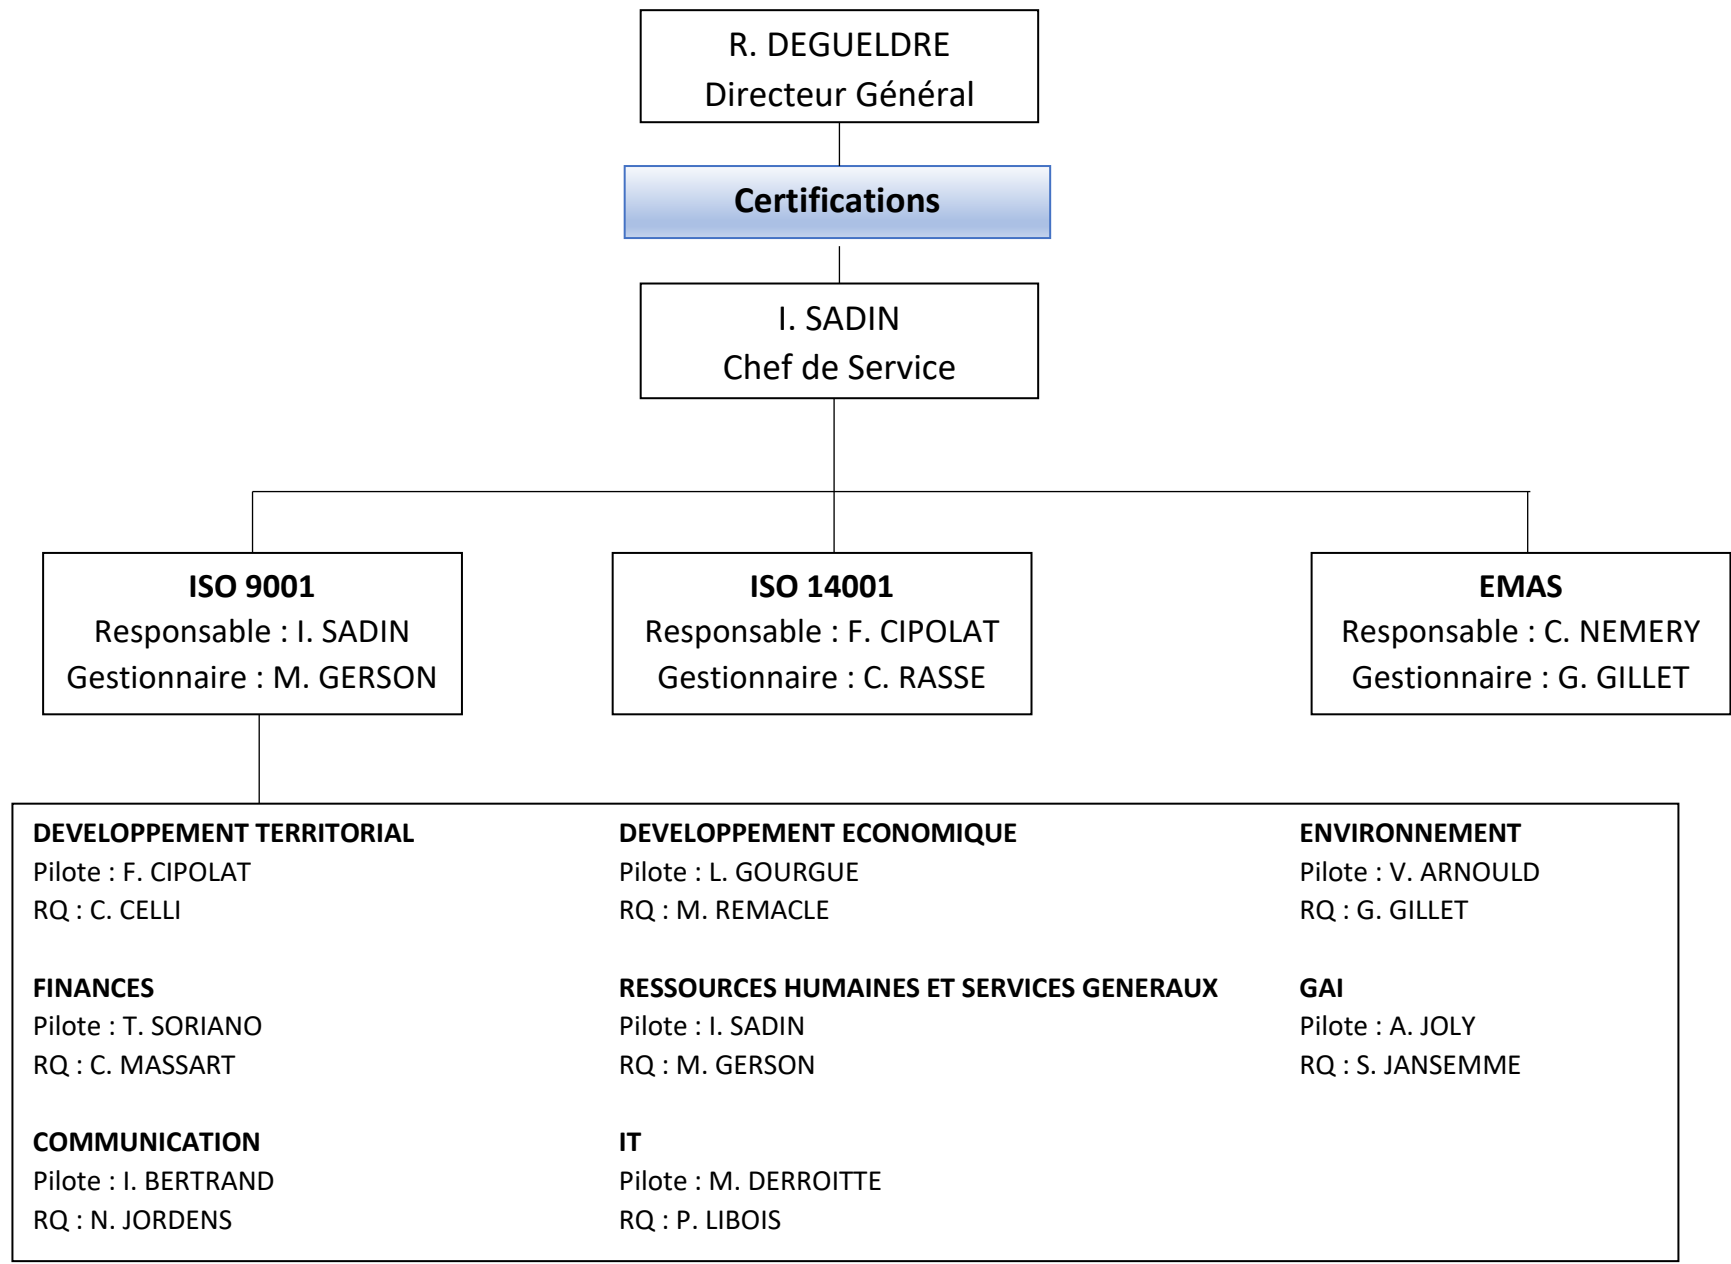 R. DEGUELDRE
Directeur Général
Certifications
I. SADIN
Chef de Service
ISO 9001
Responsable : I. SADIN
Gestionnaire : M. GERSON
ISO 14001
Responsable : F. CIPOLAT
Gestionnaire : C. RASSE
EMAS
Responsable : C. NEMERY
Gestionnaire : G. GILLET
DEVELOPPEMENT TERRITORIAL
Pilote : F. CIPOLAT
RQ : C. CELLI
DEVELOPPEMENT ECONOMIQUE
Pilote : L. GOURGUE
RQ : M. REMACLE
ENVIRONNEMENT
Pilote : V. ARNOULD
RQ : G. GILLET
FINANCES
Pilote : T. SORIANO
RQ : C. MASSART
RESSOURCES HUMAINES ET SERVICES GENERAUX
Pilote : I. SADIN
RQ : M. GERSON
GAI
Pilote : A. JOLY
RQ : S. JANSEMME
COMMUNICATION
Pilote : I. BERTRAND
RQ : N. JORDENS
IT
Pilote : M. DERROITTE
RQ : P. LIBOIS